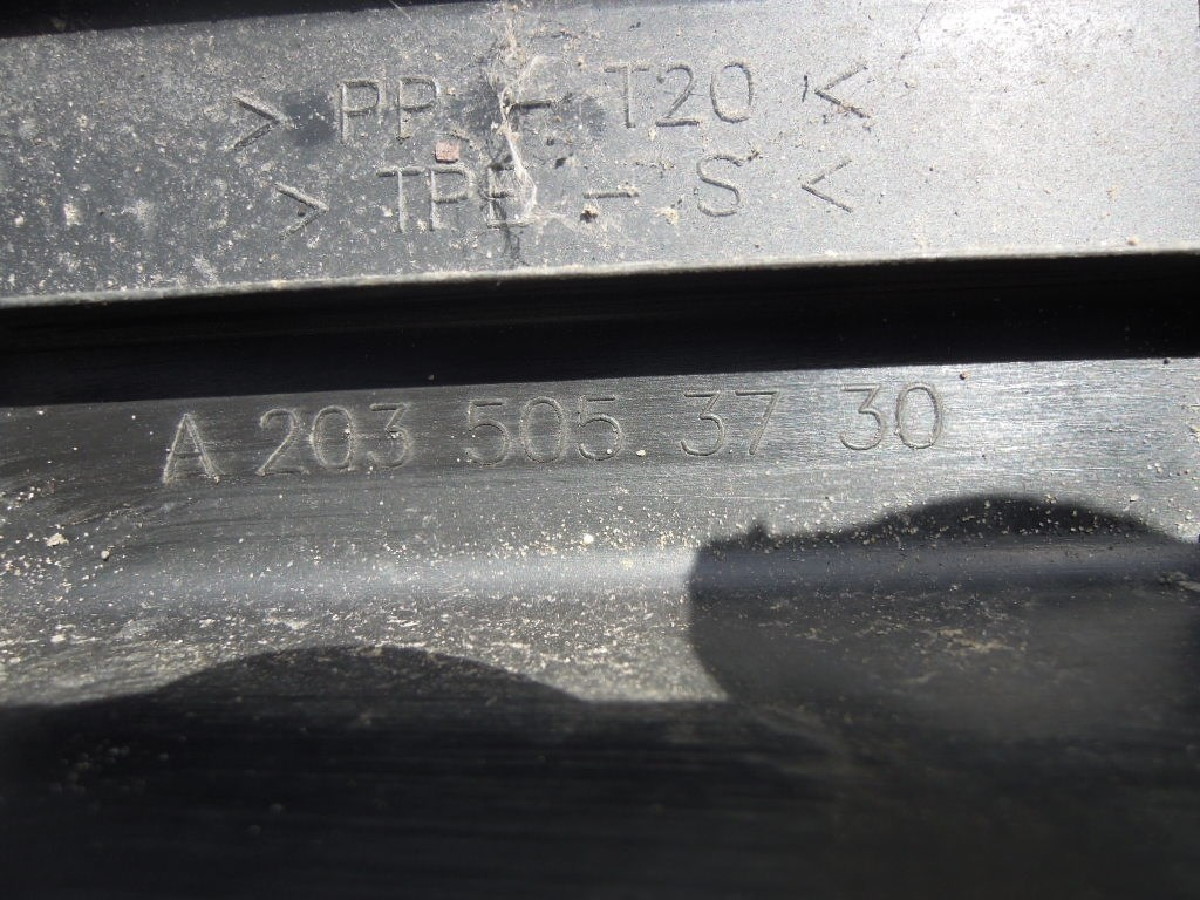 > PP - T20 <
> TPE - S <
A 203 505 37 30